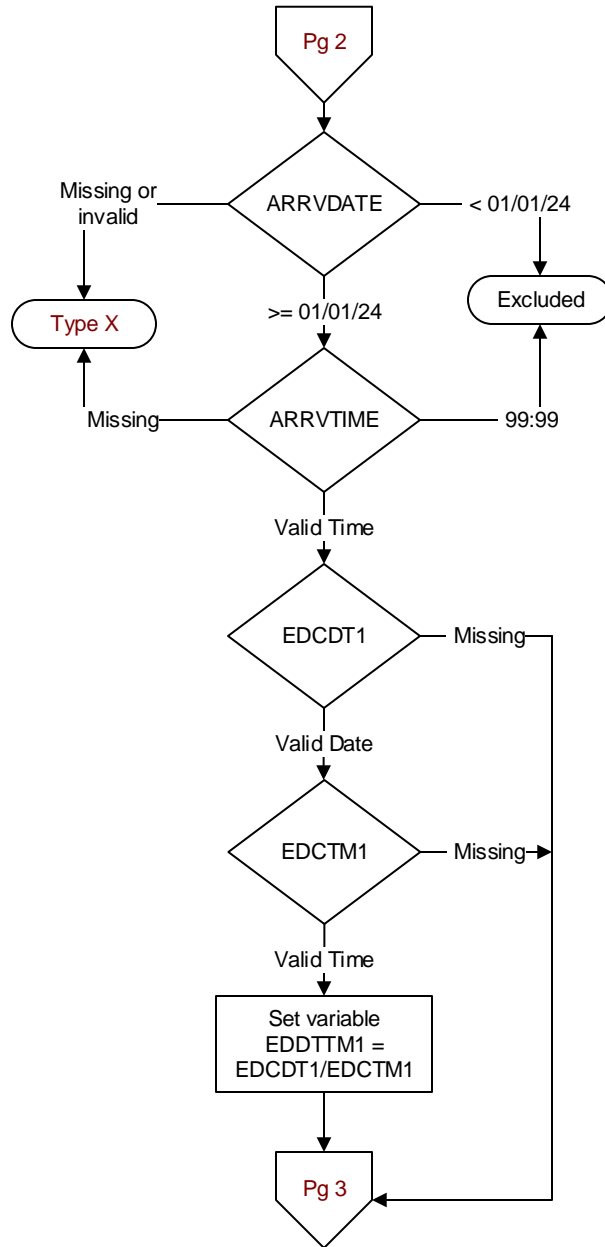 Pg 2
Missing or
invalid
ARRVDATE
< 01/01/24
Type X
>= 01/01/24
Excluded
Missing
ARRVTIME
99:99
Valid Time
EDCDT1
Missing
Valid Date
EDCTM1
Missing
Valid Time
Set variable
EDDTTM1 =
EDCDT1/EDCTM1
Pg 3